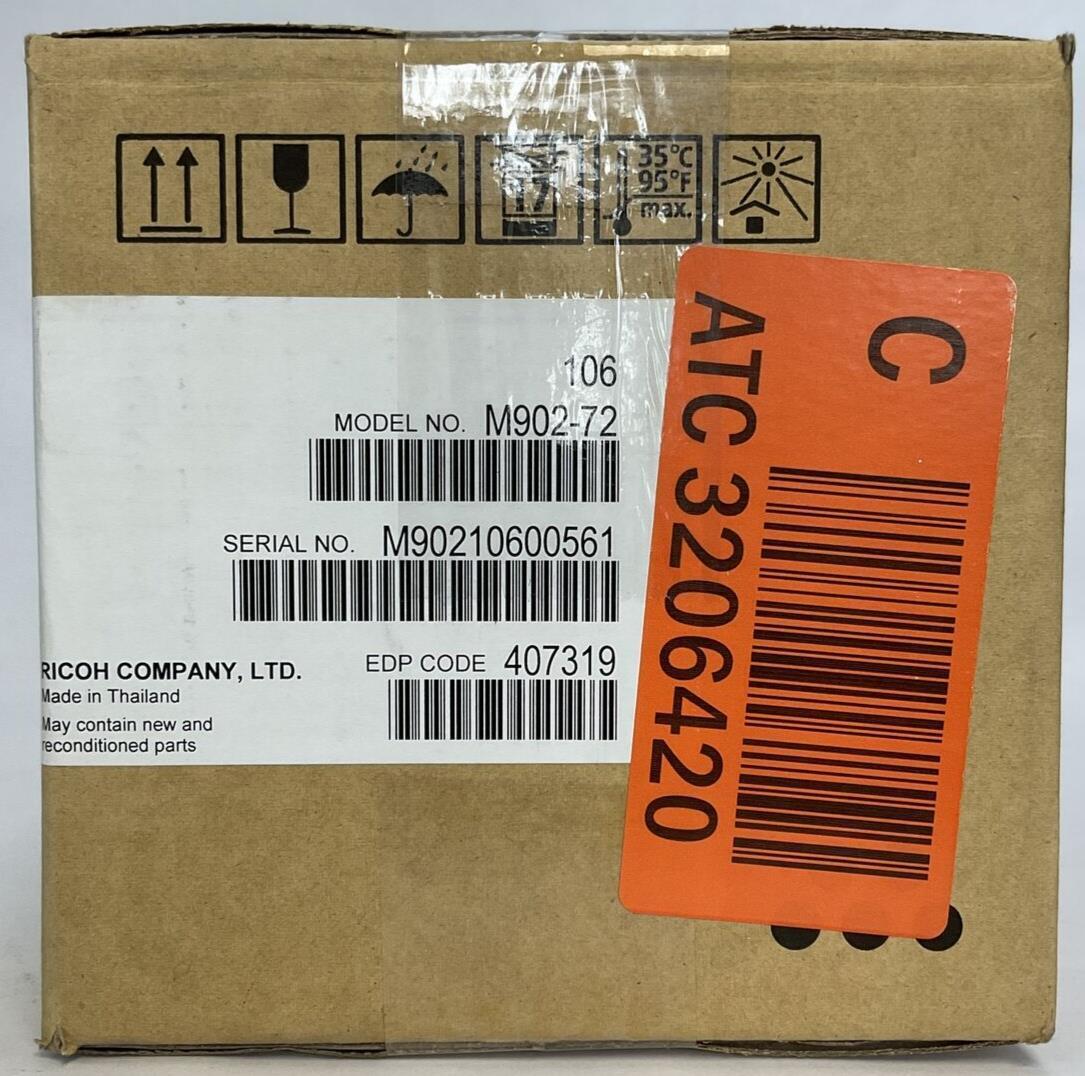 17
35°C
95°F
max.
106
MODEL NO. M902-72
SERIAL NO. M90210600561
EDP CODE 407319
RICOH COMPANY, LTD.
Made in Thailand
May contain new and
reconditioned parts
C
ATC 3206420